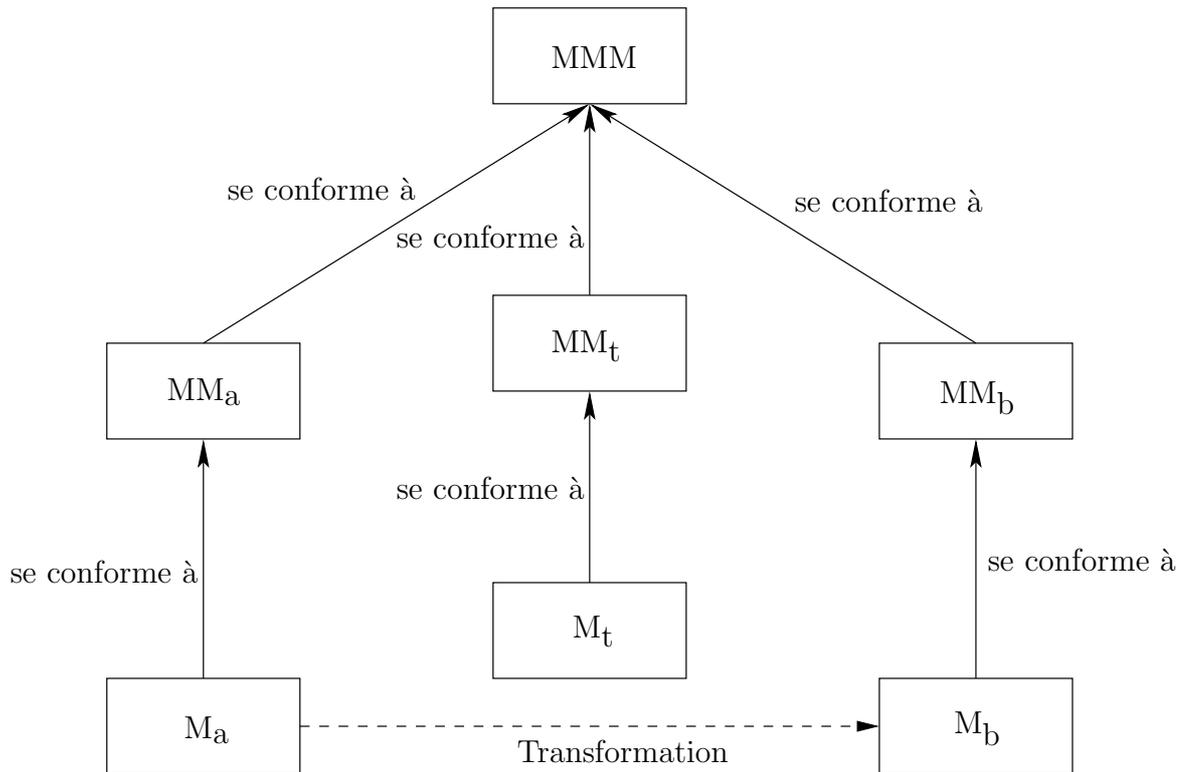 MMM
se conforme à
se conforme à
se conforme à
MMt
MMa
MMb
se conforme à
se conforme à
se conforme à
Mt
Ma
Mb
Transformation